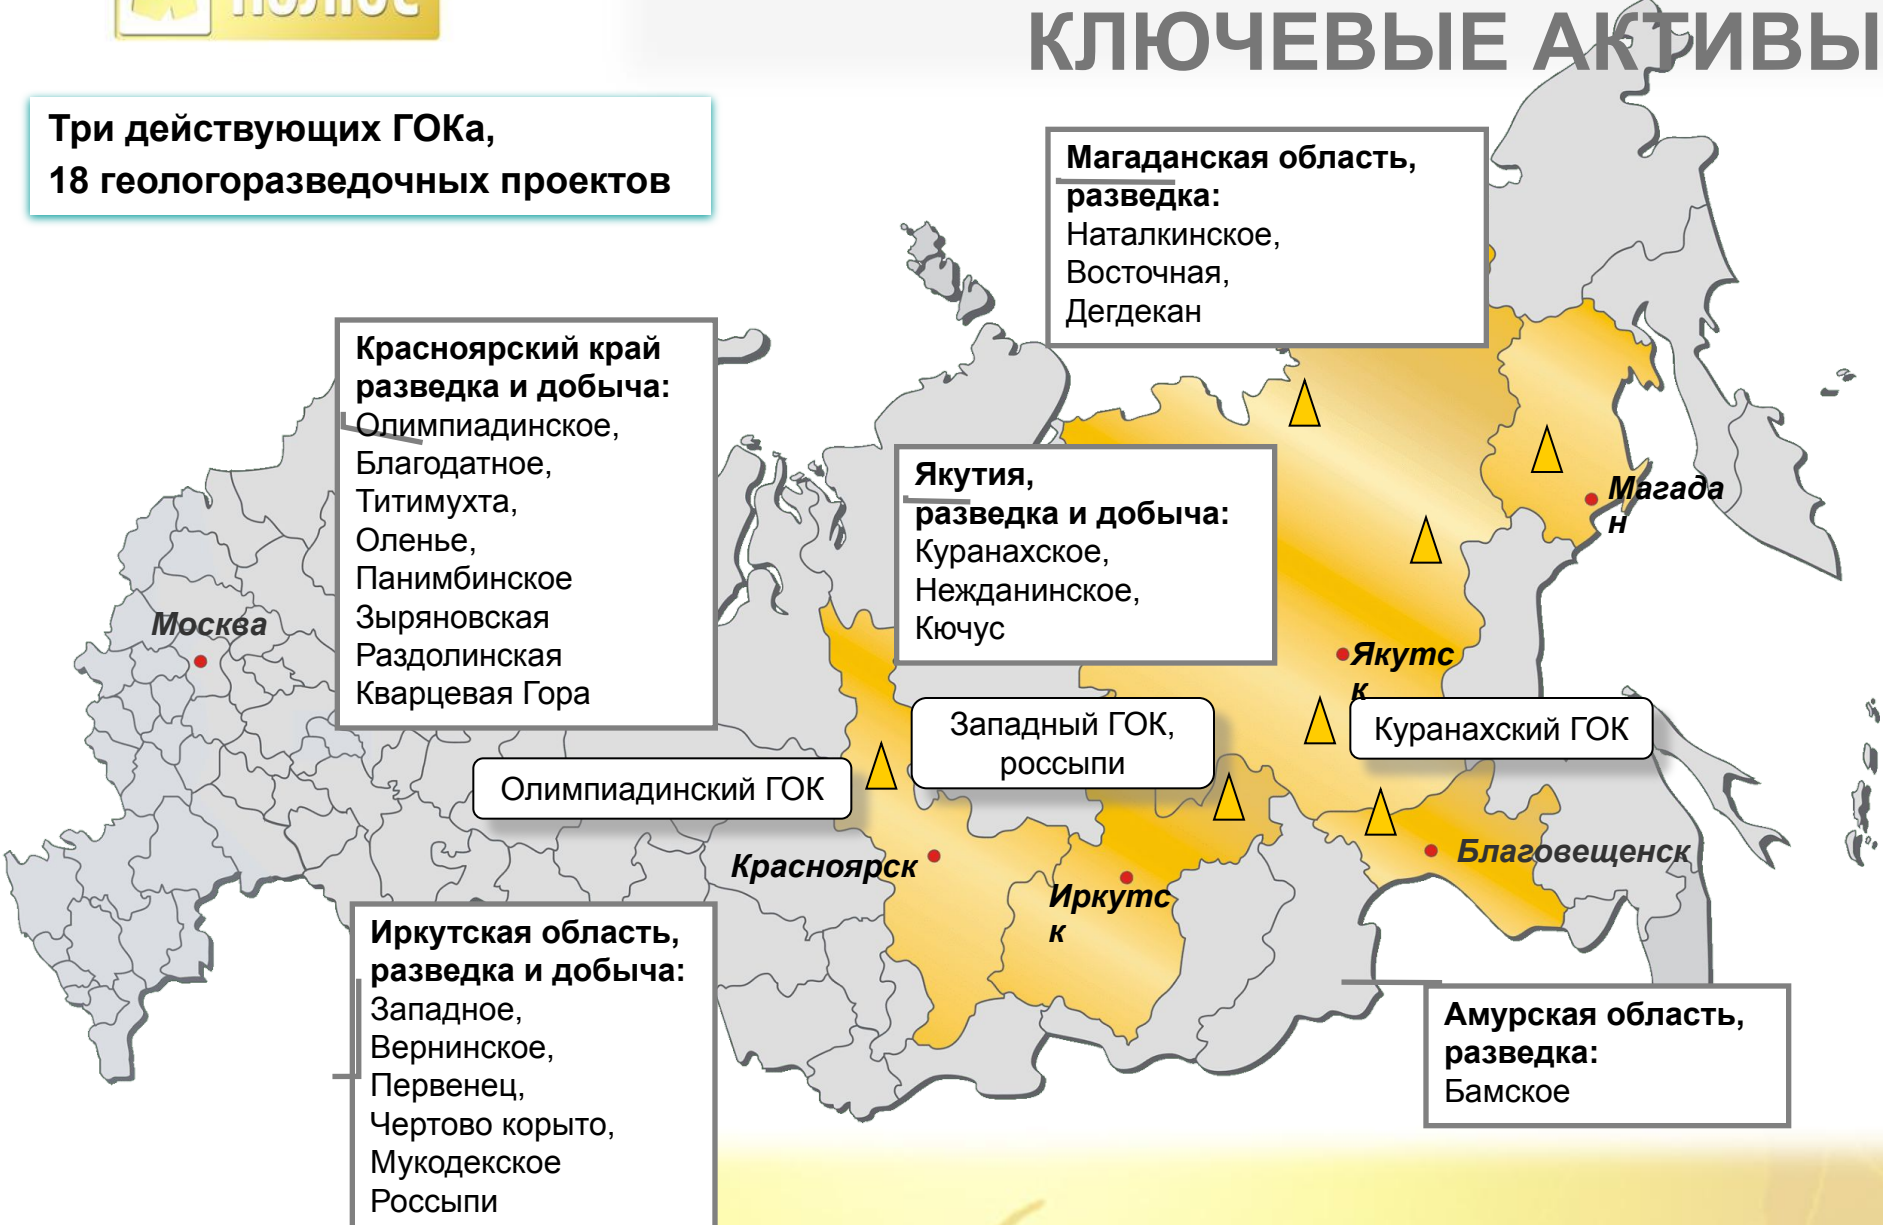 ПОЛЮС
КЛЮЧЕВЫЕ АКТИВЫ
Три действующих ГОКа,
18 геологоразведочных проектов
Магаданская область,
разведка:
Наталкинское,
Восточная,
Дегдекан
Красноярский край
разведка и добыча:
Олимпиадинское,
Благодатное,
Титимухта,
Оленье,
Панимбинское
Зыряновская
Раздолинская
Кварцевая Гора
Якутия,
разведка и добыча:
Куранахское,
Нежданинское,
Кючус
Магада
н
Москва
Якутс
к
Западный ГОК,
россыпи
Куранахский ГОК
Олимпиадинский ГОК
Красноярск
Иркутс
к
Благовещенск
Иркутская область,
разведка и добыча:
Западное,
Вернинское,
Первенец,
Чертово корыто,
Мукодекское
Россыпи
Амурская область,
разведка:
Бамское